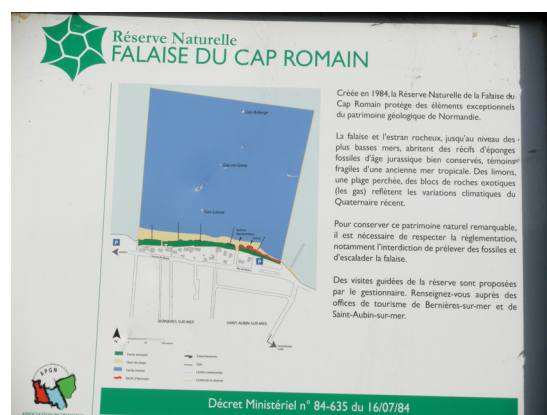 Réserve Naturelle
FALAISE DU CAP ROMAIN
Créée en 1984, la Réserve Naturelle de la Falaise du
Cap Romain protège des éléments exceptionnels
du patrimoine géologique de Normandie.
La falaise et l'estran rocheux, jusqu'au niveau des
plus basses mers, abritent des récifs d'éponges
fossiles d'âge jurassique bien conservés, témoins
fragiles d'une ancienne mer tropicale. Des limons,
une plage perchée, des blocs de roches exotiques
(les gas) reflètent les variations climatiques du
Quaternaire récent.
Pour conserver ce patrimoine naturel remarquable,
il est nécessaire de respecter la réglementation,
notamment l'interdiction de prélever des fossiles et
d'escalader la falaise.
Des visites guidées de la réserve sont proposées
par le gestionnaire. Renseignez-vous auprès des
offices de tourisme de Bernières-sur-mer et de
Saint-Aubin-sur-mer.
P
P
BERNIÈRES-SUR-MER
SAINT AUBIN-SUR-MER
APGN
Décret Ministériel n° 84-635 du 16/07/84